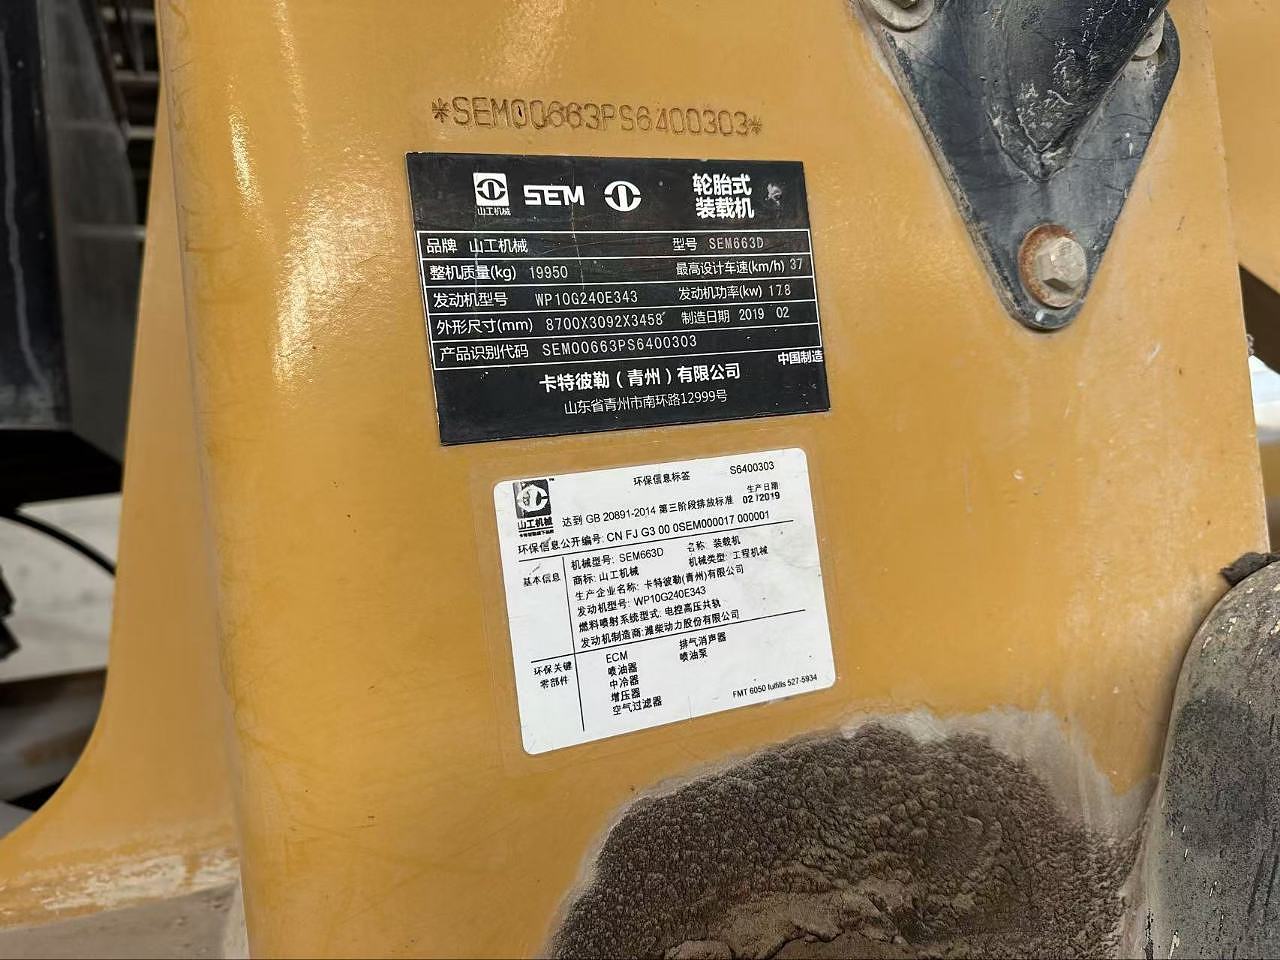 *SEM00663PS6400303*
山工机械 SEM 轮胎式装载机
品牌 山工机械 型号 SEM663D
整机质量(kg) 19950 最高设计车速(km/h) 37
发动机型号 WP10G240E343 发动机功率(kw) 178
外形尺寸(mm) 8700X3092X3458 制造日期 2019 02
产品识别代码 SEM00663PS6400303
中国制造
卡特彼勒（青州）有限公司
山东省青州市南环路12999号
环保信息标签 S6400303
山工机械
生产日期
达到 GB 20891-2014 第三阶段排放标准 02/2019
环保信息公开编号: CN FJ G3 00 0SEM000017 000001
基本信息
机械型号: SEM663D 名称: 装载机
商标: 山工机械 机械类型: 工程机械
生产企业名称: 卡特彼勒(青州)有限公司
发动机型号: WP10G240E343
燃料喷射系统型式: 电控高压共轨
发动机制造商: 潍柴动力股份有限公司
环保关键零部件
ECM 排气消声器
喷油器 喷油泵
中冷器
增压器
空气过滤器
FMT 6050 fulfills 527-5934